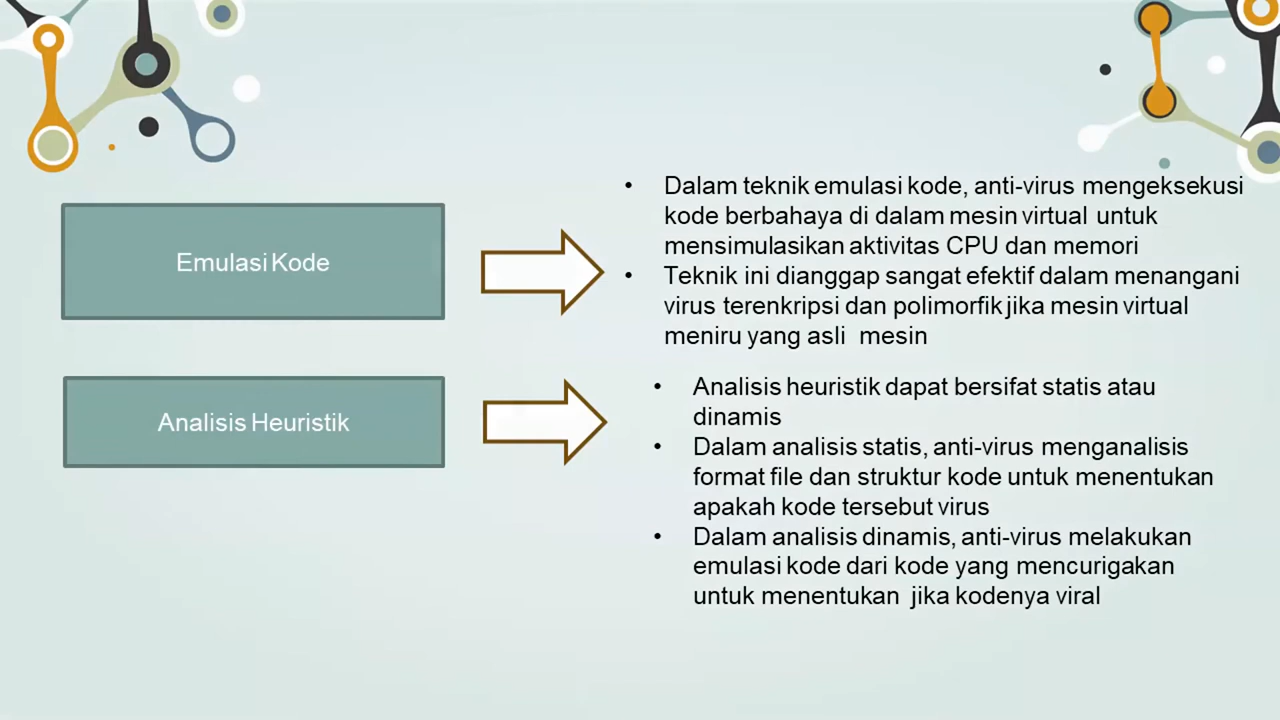 Emulasi Kode
• Dalam teknik emulasi kode, anti-virus mengeksekusi
kode berbahaya di dalam mesin virtual untuk
mensimulasikan aktivitas CPU dan memori
• Teknik ini dianggap sangat efektif dalam menangani
virus terenkripsi dan polimorfik jika mesin virtual
meniru yang asli mesin
Analisis Heuristik
• Analisis heuristik dapat bersifat statis atau
dinamis
• Dalam analisis statis, anti-virus menganalisis
format file dan struktur kode untuk menentukan
apakah kode tersebut virus
• Dalam analisis dinamis, anti-virus melakukan
emulasi kode dari kode yang mencurigakan
untuk menentukan jika kodenya viral